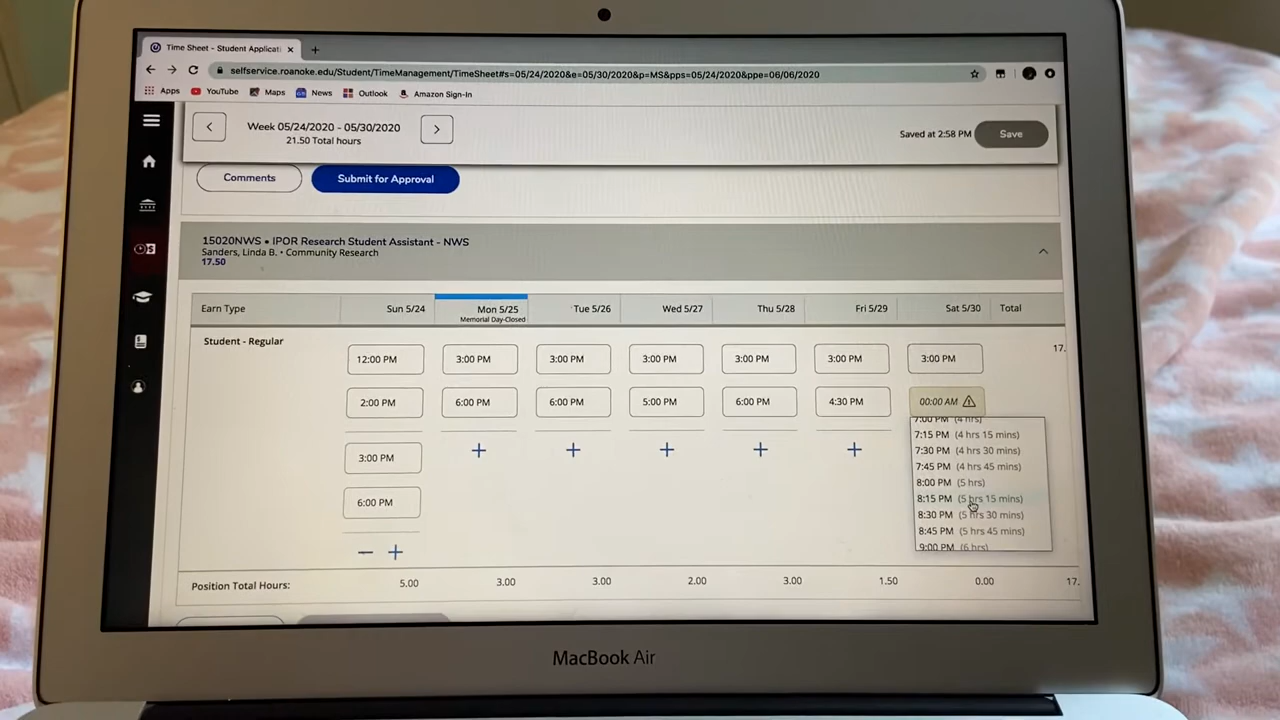 Time Sheet - Student Applicati
selfservice.roanoke.edu/Student/TimeManagement/TimeSheet#s=05/24/2020&e=05/30/2020&p=MS&pps=05/24/2020&ppe=06/06/2020
Apps YouTube Maps News Outlook Amazon Sign-In
Week 05/24/2020 - 05/30/2020
21.50 Total hours
Saved at 2:58 PM Save
Comments Submit for Approval
15020NWS • IPOR Research Student Assistant - NWS
Sanders, Linda B. • Community Research
17.50
Earn Type Sun 5/24 Mon 5/25 Tue 5/26 Wed 5/27 Thu 5/28 Fri 5/29 Sat 5/30 Total
Memorial Day-Closed
Student - Regular 17.
12:00 PM 3:00 PM 3:00 PM 3:00 PM 3:00 PM 3:00 PM 3:00 PM
2:00 PM 6:00 PM 6:00 PM 5:00 PM 6:00 PM 4:30 PM 00:00 AM
7:00 PM (4 hrs)
7:15 PM (4 hrs 15 mins)
7:30 PM (4 hrs 30 mins)
3:00 PM
7:45 PM (4 hrs 45 mins)
8:00 PM (5 hrs)
8:15 PM (5 hrs 15 mins)
6:00 PM
8:30 PM (5 hrs 30 mins)
8:45 PM (5 hrs 45 mins)
9:00 PM (6 hrs)
Position Total Hours: 5.00 3.00 3.00 2.00 3.00 1.50 0.00 17.
MacBook Air